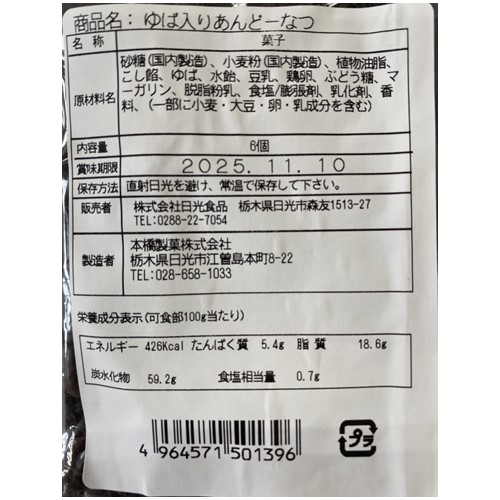 商品名：ゆば入りあんどーなつ
名 称 菓子
原材料名 砂糖(国内製造)、小麦粉(国内製造)、植物油脂、
こし餡、ゆば、水飴、豆乳、鶏卵、ぶどう糖、マ
ーガリン、脱脂粉乳、食塩/膨張剤、乳化剤、香
料、(一部に小麦・大豆・卵・乳成分を含む)
内容量 6個
賞味期限 2025.11.10
保存方法 直射日光を避け、常温で保存して下さい。
販売者 株式会社日光食品 栃木県日光市森友1513-27
TEL:0288-22-7054
製造者 本橋製菓株式会社
栃木県日光市江曽島本町8-22
TEL:028-658-1033
栄養成分表示(可食部100g当たり)
エネルギー 426Kcal たんぱく質 5.4g 脂質 18.6g
炭水化物 59.2g 食塩相当量 0.7g
4 964571 501396
プラ